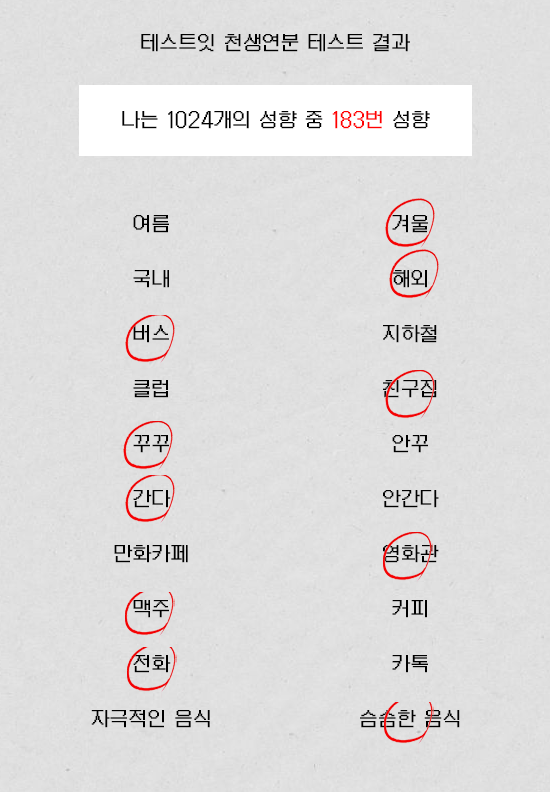 테스트잇 천생연분 테스트 결과
나는 1024개의 성향 중 183번 성향
여름 겨울
국내 해외
버스 지하철
클럽 친구집
꾸꾸 안꾸
간다 안간다
만화카페 영화관
맥주 커피
전화 카톡
자극적인 음식 슴슴한 음식